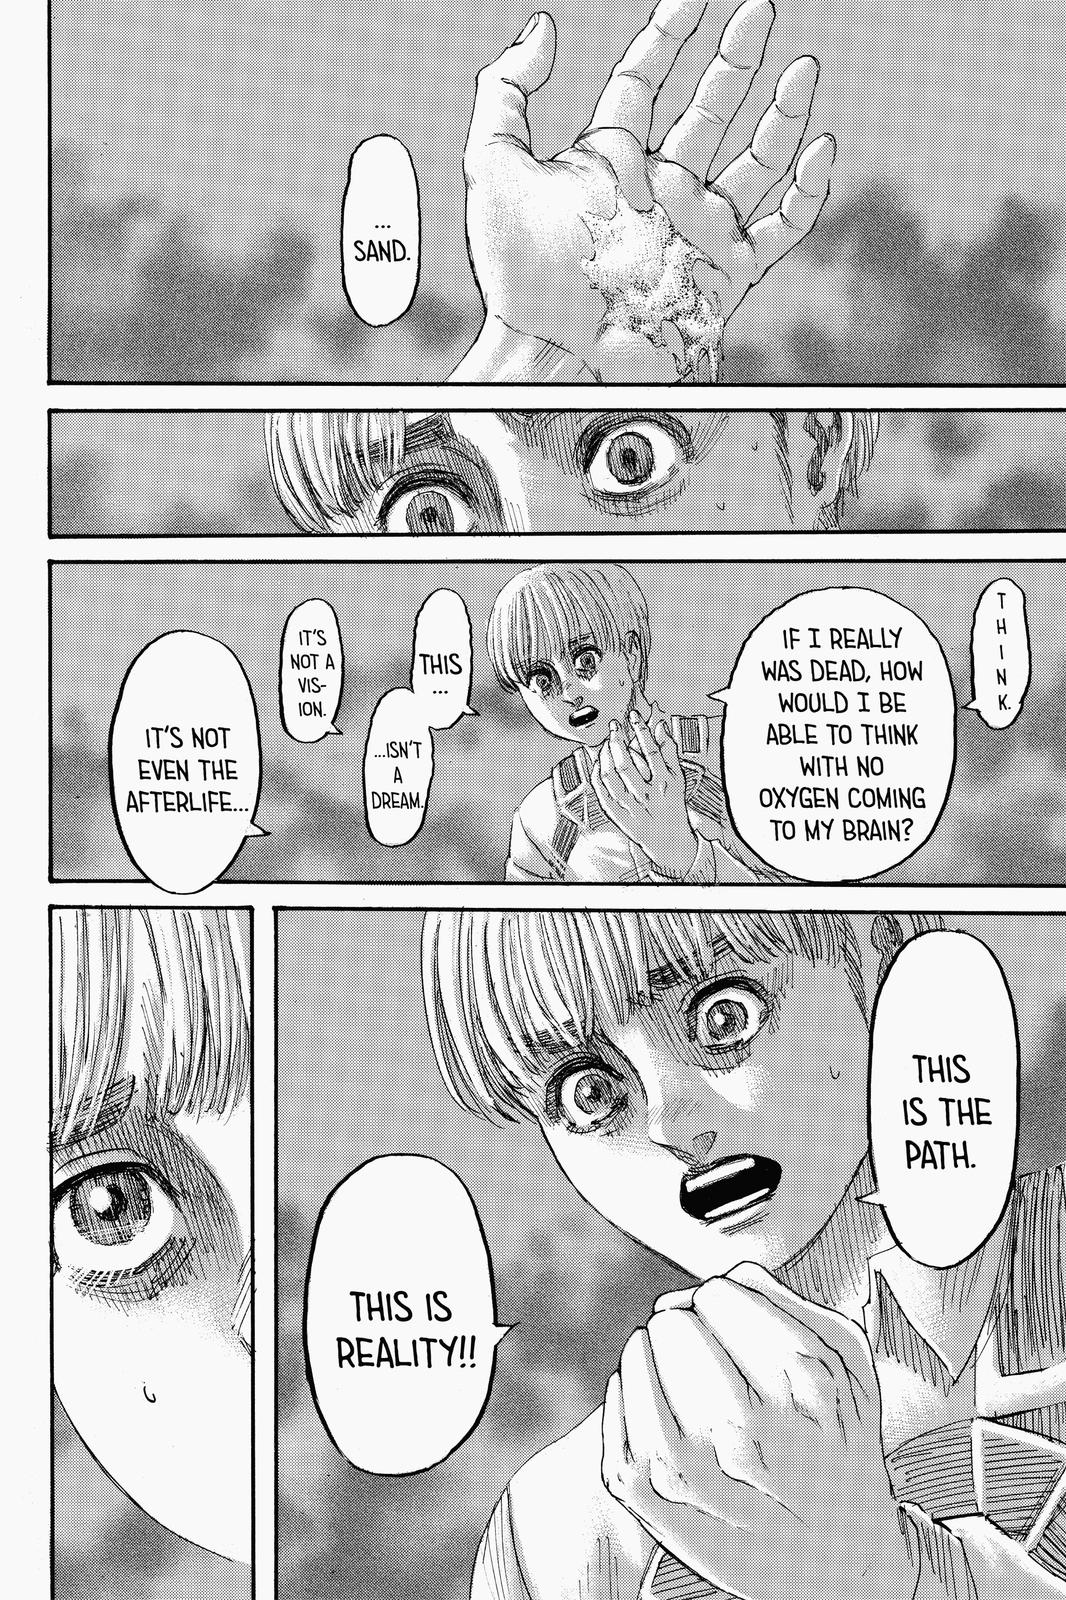 ...
SAND.
T
H
I
N
K.
IF I REALLY
WAS DEAD, HOW
WOULD I BE
ABLE TO THINK
WITH NO
OXYGEN COMING
TO MY BRAIN?
THIS
...
...ISN'T
A
DREAM.
IT'S
NOT A
VIS-
ION.
IT'S NOT
EVEN THE
AFTERLIFE...
THIS
IS THE
PATH.
THIS IS
REALITY!!